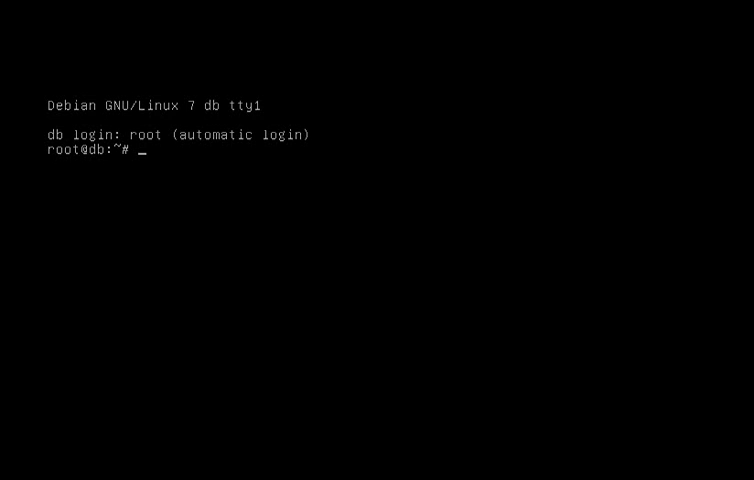 Debian GNU/Linux 7 db tty1
db login: root (automatic login)
root@db:~# _